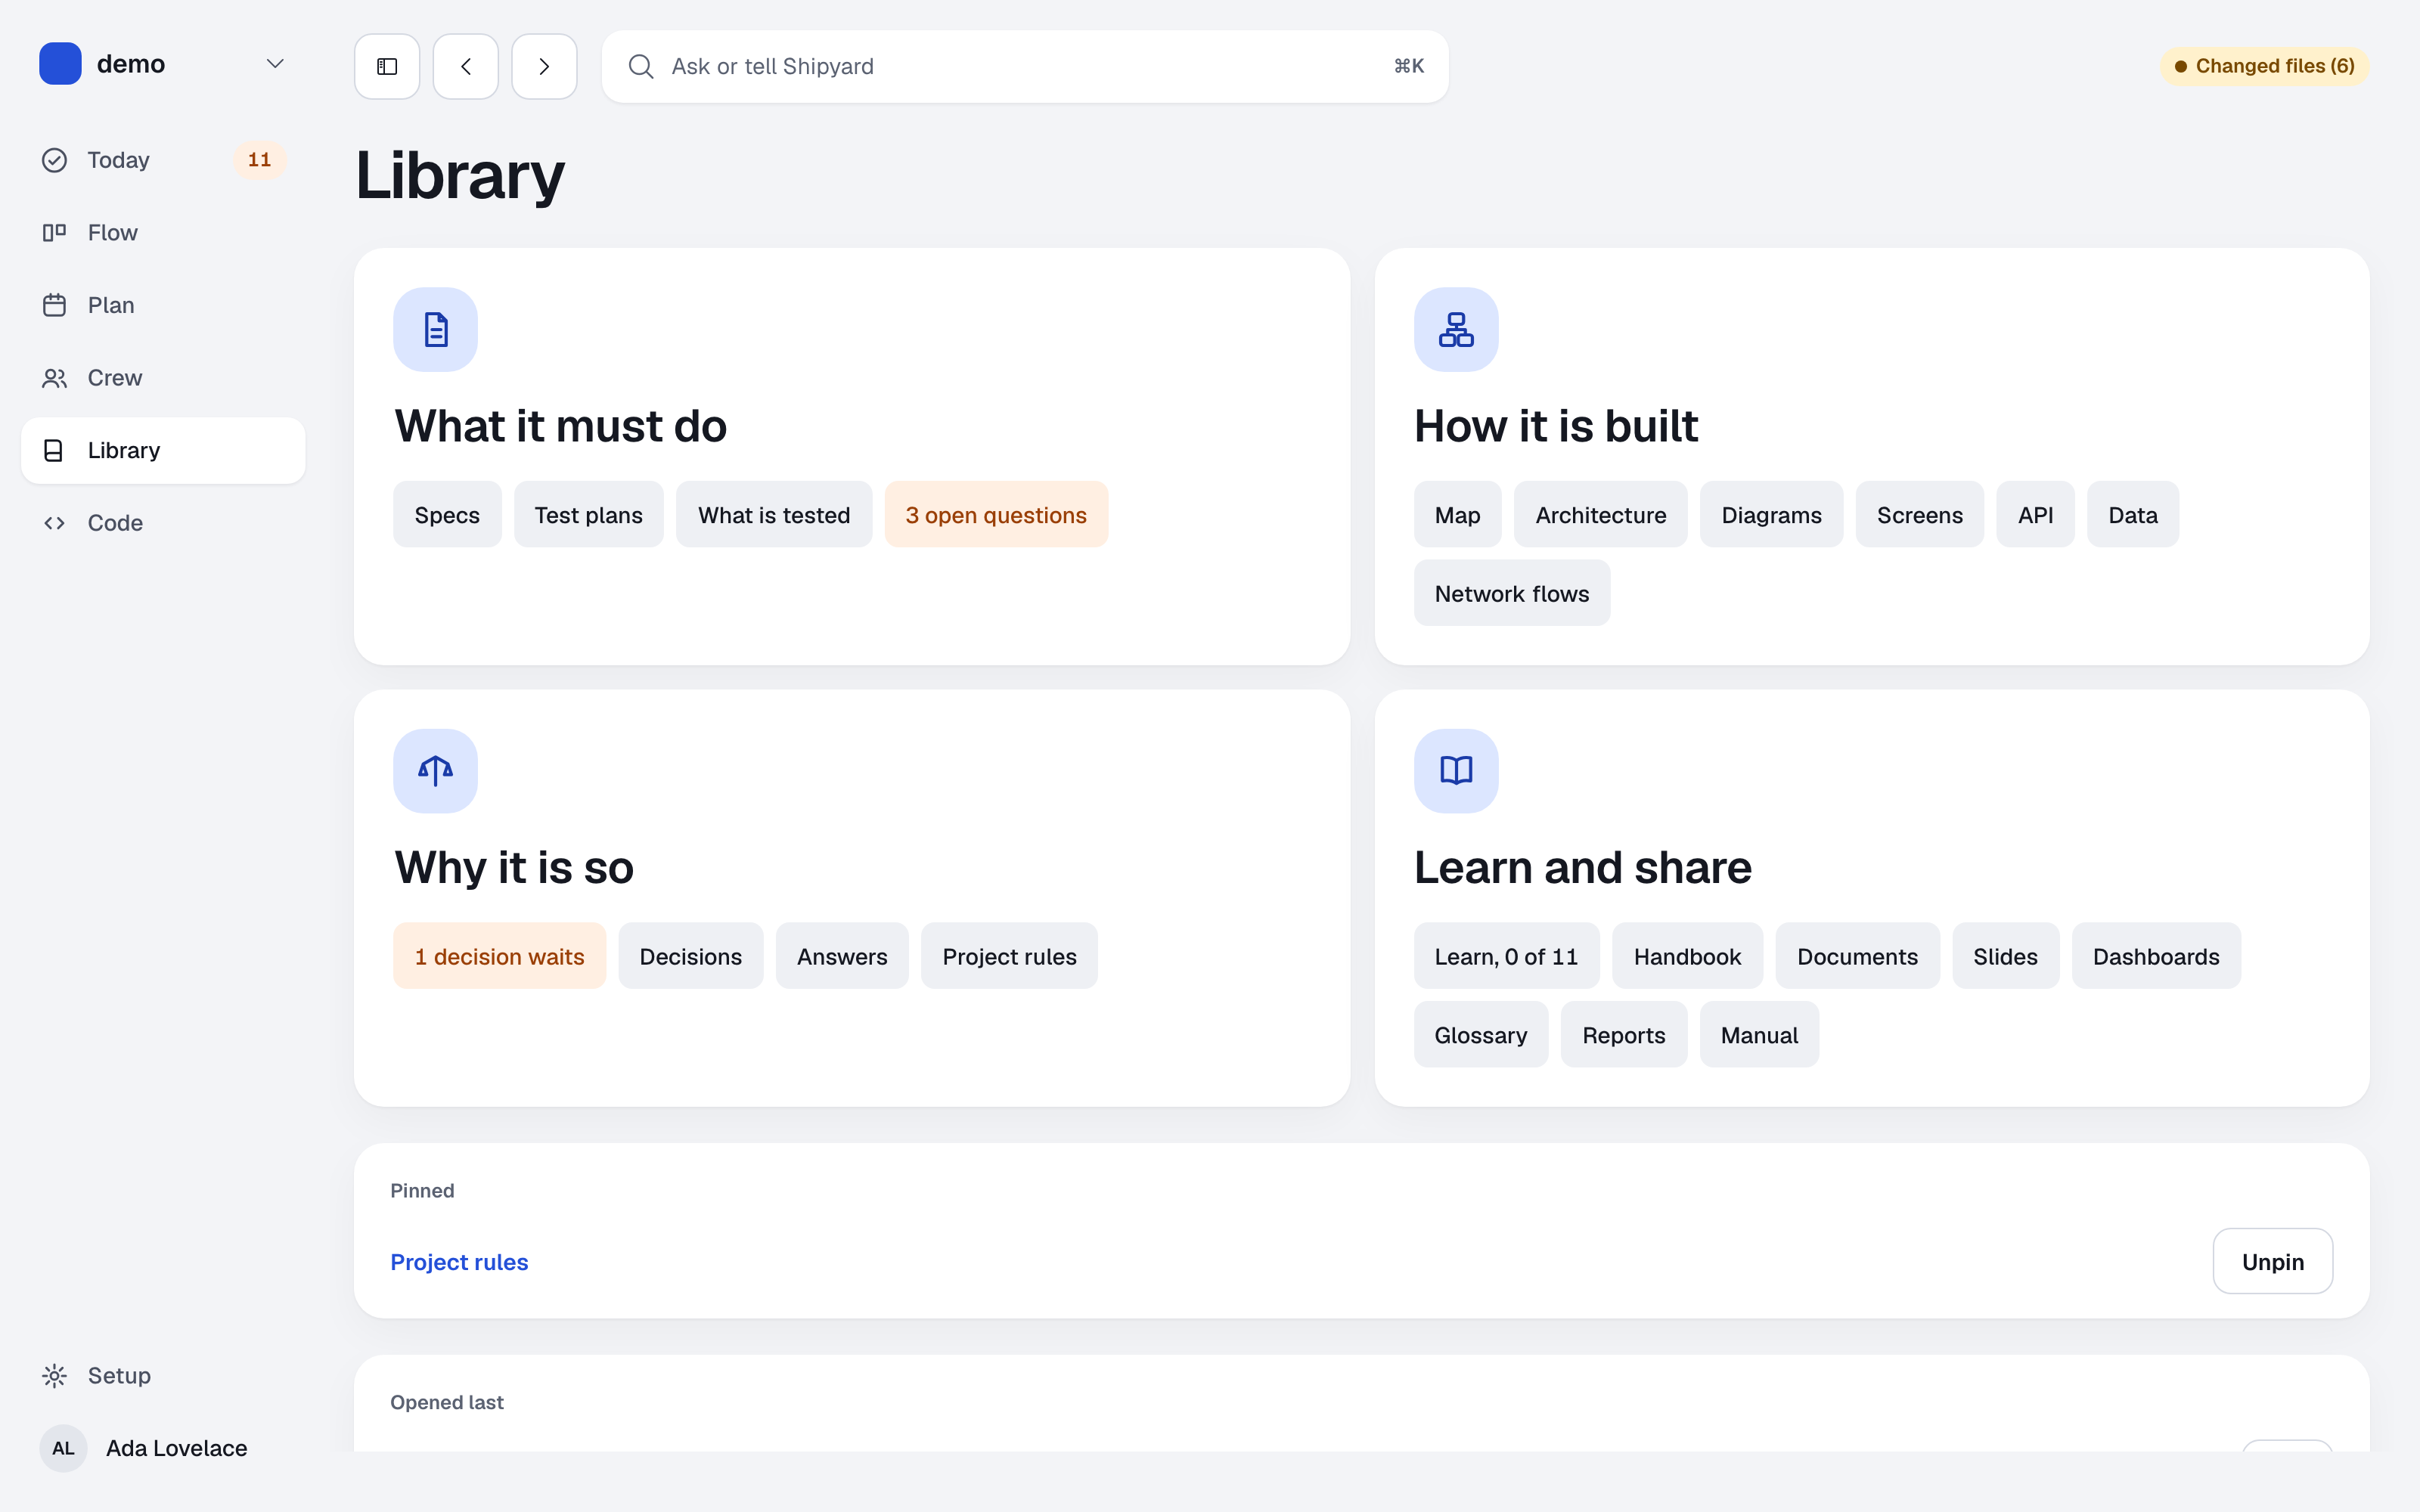 demo
Ask or tell Shipyard
⌘K
Changed files (6)
Today
11
Flow
Plan
Crew
Library
Code
Setup
AL
Ada Lovelace
Library
What it must do
Specs
Test plans
What is tested
3 open questions
How it is built
Map
Architecture
Diagrams
Screens
API
Data
Network flows
Why it is so
1 decision waits
Decisions
Answers
Project rules
Learn and share
Learn, 0 of 11
Handbook
Documents
Slides
Dashboards
Glossary
Reports
Manual
Pinned
Project rules
Unpin
Opened last